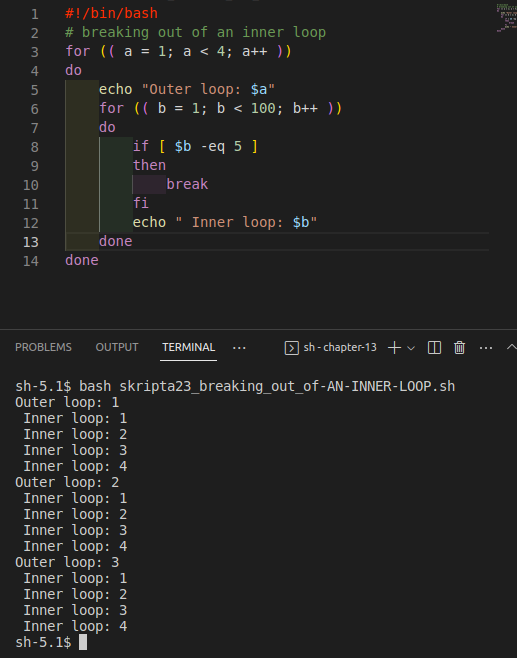 1 #!/bin/bash
2 # breaking out of an inner loop
3 for (( a = 1; a < 4; a++ ))
4 do
5 echo "Outer loop: $a"
6 for (( b = 1; b < 100; b++ ))
7 do
8 if [ $b -eq 5 ]
9 then
10 break
11 fi
12 echo " Inner loop: $b"
13 done
14 done
PROBLEMS OUTPUT TERMINAL ··· sh - chapter-13 ···
sh-5.1$ bash skripta23_breaking_out_of-AN-INNER-LOOP.sh
Outer loop: 1
 Inner loop: 1
 Inner loop: 2
 Inner loop: 3
 Inner loop: 4
Outer loop: 2
 Inner loop: 1
 Inner loop: 2
 Inner loop: 3
 Inner loop: 4
Outer loop: 3
 Inner loop: 1
 Inner loop: 2
 Inner loop: 3
 Inner loop: 4
sh-5.1$